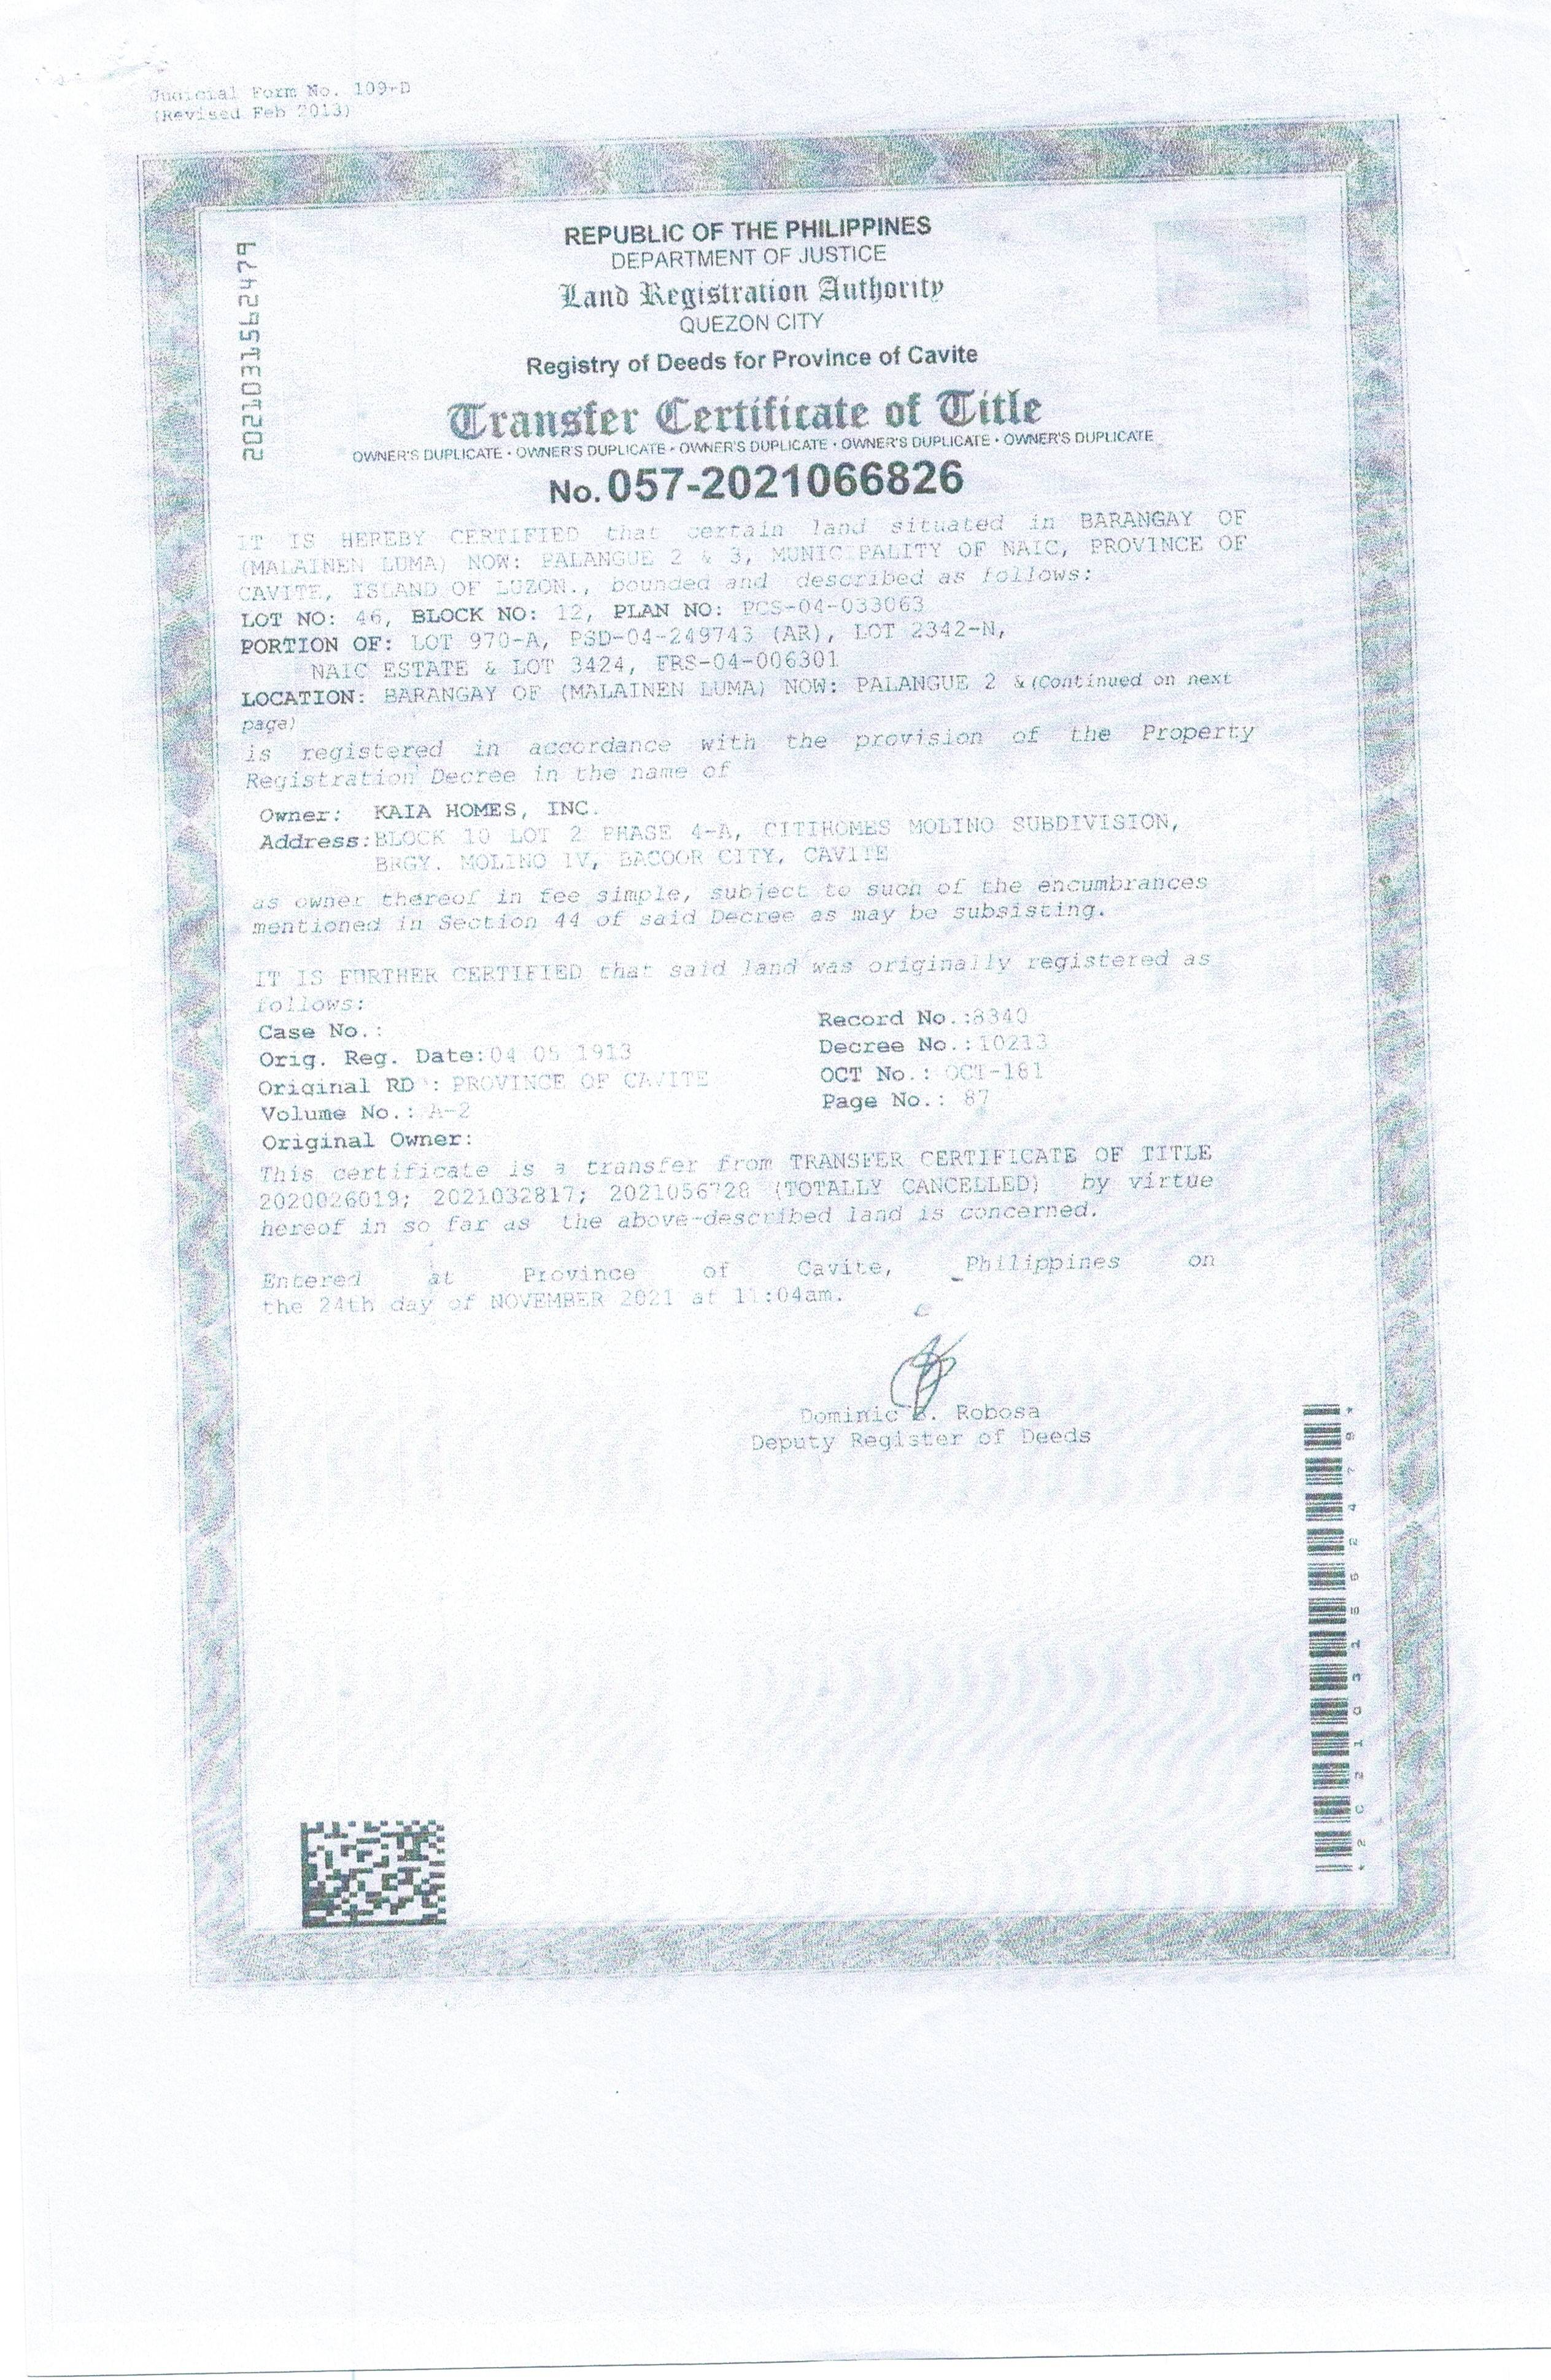 Judicial Form No. 109-D
(Revised Feb 2013)
2021031562479
REPUBLIC OF THE PHILIPPINES
DEPARTMENT OF JUSTICE
Land Registration Authority
QUEZON CITY
Registry of Deeds for Province of Cavite
Transfer Certificate of Title
OWNER'S DUPLICATE • OWNER'S DUPLICATE • OWNER'S DUPLICATE • OWNER'S DUPLICATE • OWNER'S DUPLICATE
No. 057-2021066826
IT IS HEREBY CERTIFIED that certain land situated in BARANGAY OF
(MALAINEN LUMA) NOW: PALANGUE 2 & 3, MUNICIPALITY OF NAIC, PROVINCE OF
CAVITE, ISLAND OF LUZON., bounded and described as follows:
LOT NO: 46, BLOCK NO: 12, PLAN NO: PCS-04-033063
PORTION OF: LOT 970-A, PSD-04-249743 (AR), LOT 2342-N,
NAIC ESTATE & LOT 3424, FRS-04-006301
LOCATION: BARANGAY OF (MALAINEN LUMA) NOW: PALANGUE 2 & (Continued on next
page)
is registered in accordance with the provision of the Property
Registration Decree in the name of
Owner: KAIA HOMES, INC.
Address: BLOCK 10 LOT 2 PHASE 4-A, CITIHOMES MOLINO SUBDIVISION,
BRGY. MOLINO IV, BACOOR CITY, CAVITE
as owner thereof in fee simple, subject to such of the encumbrances
mentioned in Section 44 of said Decree as may be subsisting.
IT IS FURTHER CERTIFIED that said land was originally registered as
follows:
Case No.:
Record No.:8340
Orig. Reg. Date:04 05 1913
Decree No.:10213
Original RD : PROVINCE OF CAVITE
OCT No.: OCT-181
Volume No.: A-2
Page No.: 87
Original Owner:
This certificate is a transfer from TRANSFER CERTIFICATE OF TITLE
2020026019; 2021032817; 2021056728 (TOTALLY CANCELLED) by virtue
hereof in so far as the above-described land is concerned.
Entered at Province of Cavite, Philippines on
the 24th day of NOVEMBER 2021 at 11:04am.
Dominic B. Robosa
Deputy Register of Deeds
*2021031562479*